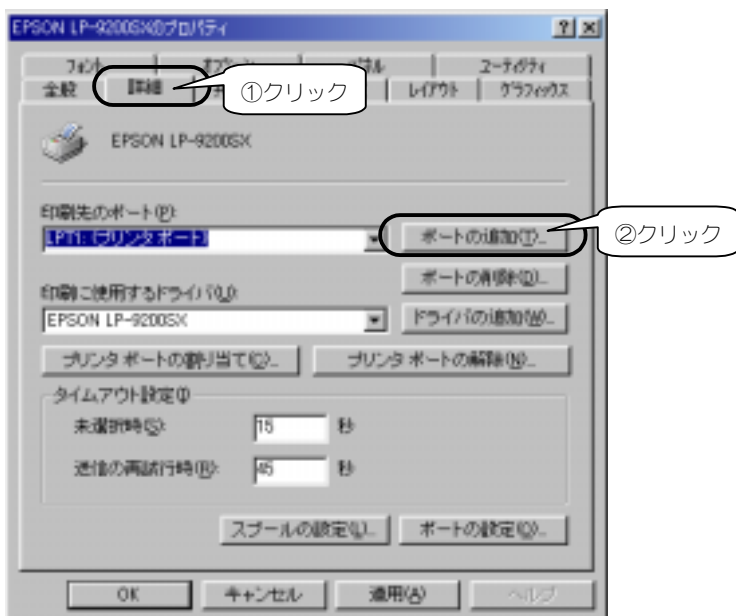 EPSON LP-9200SXのプロパティ
フォント ユーティリティ
全般 詳細 レイアウト グラフィックス
①クリック
EPSON LP-9200SX
印刷先のポート(P):
LPT1: (プリンタ ポート)
ポートの追加(T)...
②クリック
ポートの削除(D)...
印刷に使用するドライバ(U):
EPSON LP-9200SX
ドライバの追加(W)...
プリンタ ポートの割り当て(C)...
プリンタ ポートの解除(N)...
タイムアウト設定
未選択時(S): 15 秒
送信の再試行時(R): 45 秒
スプールの設定(L)...
ポートの設定(O)...
OK
キャンセル
適用(A)
ヘルプ